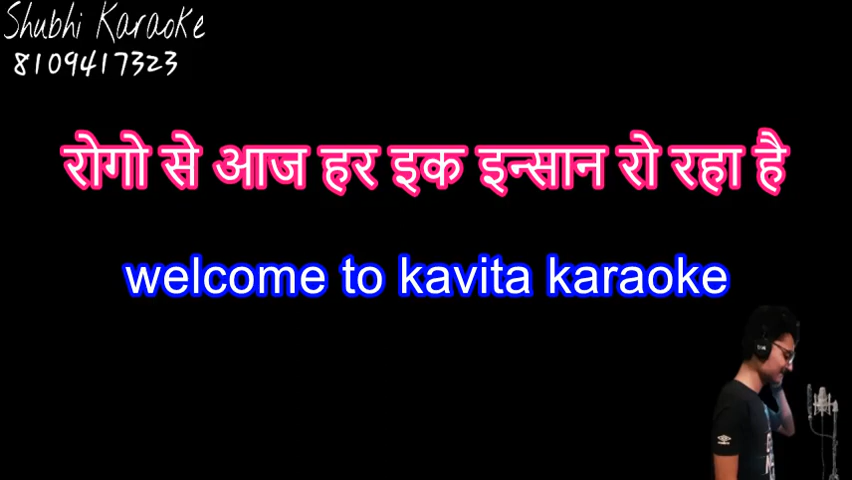 Shubhi Karaoke
8109417323
रोगो से आज हर इक इन्सान रो रहा है
welcome to kavita karaoke